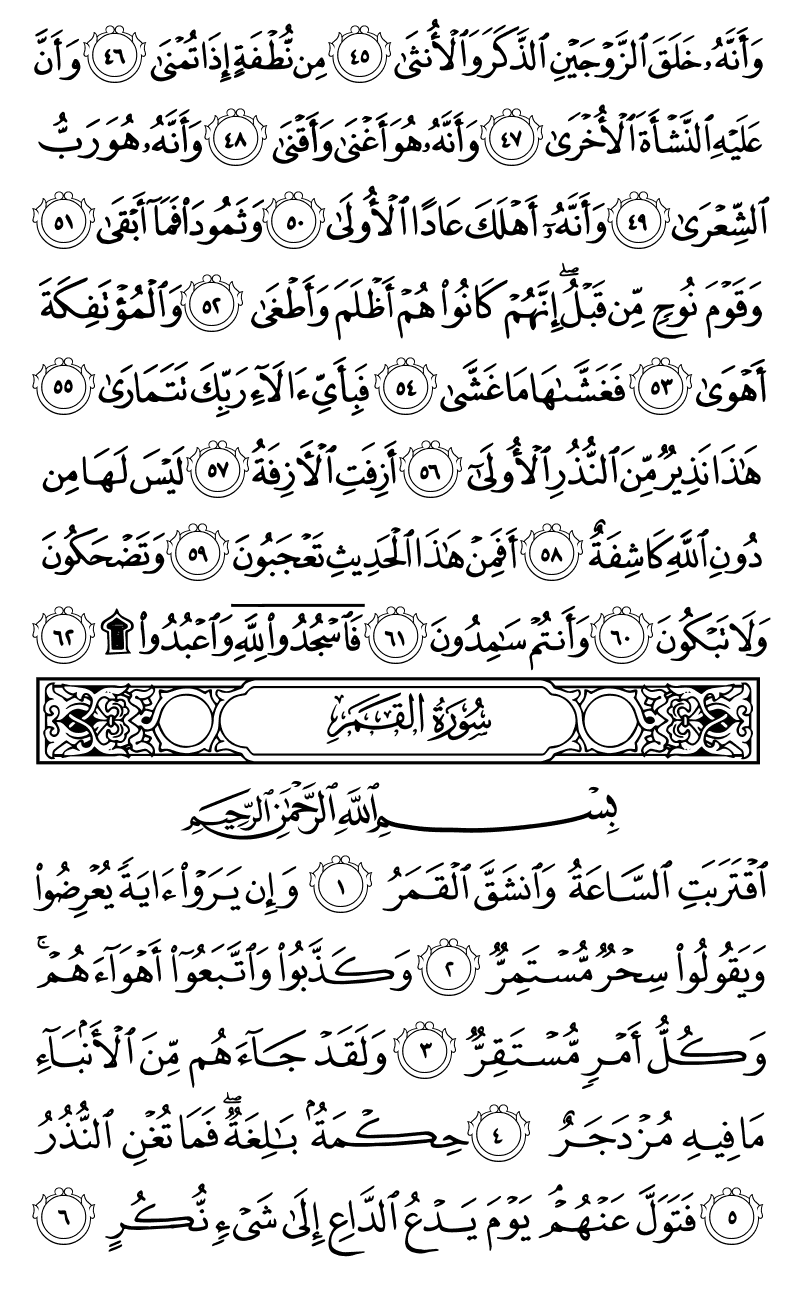 وَأَنَّهُۥ خَلَقَ ٱلزَّوْجَيْنِ ٱلذَّكَرَ وَٱلْأُنثَىٰ ٤٥ مِن نُّطْفَةٍ إِذَا تُمْنَىٰ ٤٦ وَأَنَّ
عَلَيْهِ ٱلنَّشْأَةَ ٱلْأُخْرَىٰ ٤٧ وَأَنَّهُۥ هُوَ أَغْنَىٰ وَأَقْنَىٰ ٤٨ وَأَنَّهُۥ هُوَ رَبُّ
ٱلشِّعْرَىٰ ٤٩ وَأَنَّهُۥٓ أَهْلَكَ عَادًا ٱلْأُولَىٰ ٥٠ وَثَمُودَا۟ فَمَآ أَبْقَىٰ ٥١
وَقَوْمَ نُوحٍ مِّن قَبْلُ ۖ إِنَّهُمْ كَانُوا۟ هُمْ أَظْلَمَ وَأَطْغَىٰ ٥٢ وَٱلْمُؤْتَفِكَةَ
أَهْوَىٰ ٥٣ فَغَشَّىٰهَا مَا غَشَّىٰ ٥٤ فَبِأَىِّ ءَالَآءِ رَبِّكَ تَتَمَارَىٰ ٥٥
هَٰذَا نَذِيرٌ مِّنَ ٱلنُّذُرِ ٱلْأُولَىٰٓ ٥٦ أَزِفَتِ ٱلْـَٔازِفَةُ ٥٧ لَيْسَ لَهَا مِن
دُونِ ٱللَّهِ كَاشِفَةٌ ٥٨ أَفَمِنْ هَٰذَا ٱلْحَدِيثِ تَعْجَبُونَ ٥٩ وَتَضْحَكُونَ
وَلَا تَبْكُونَ ٦٠ وَأَنتُمْ سَٰمِدُونَ ٦١ فَٱسْجُدُوا۟ لِلَّهِ وَٱعْبُدُوا۟ ۩ ٦٢
سُورَةُ القَمَرِ
بِسْمِ ٱللَّهِ ٱلرَّحْمَٰنِ ٱلرَّحِيمِ
ٱقْتَرَبَتِ ٱلسَّاعَةُ وَٱنشَقَّ ٱلْقَمَرُ ١ وَإِن يَرَوْا۟ ءَايَةً يُعْرِضُوا۟
وَيَقُولُوا۟ سِحْرٌ مُّسْتَمِرٌّ ٢ وَكَذَّبُوا۟ وَٱتَّبَعُوٓا۟ أَهْوَآءَهُمْ ۚ
وَكُلُّ أَمْرٍ مُّسْتَقِرٌّ ٣ وَلَقَدْ جَآءَهُم مِّنَ ٱلْأَنۢبَآءِ
مَا فِيهِ مُزْدَجَرٌ ٤ حِكْمَةٌۢ بَٰلِغَةٌ ۖ فَمَا تُغْنِ ٱلنُّذُرُ
٥ فَتَوَلَّ عَنْهُمْ ۘ يَوْمَ يَدْعُ ٱلدَّاعِ إِلَىٰ شَىْءٍ نُّكُرٍ ٦